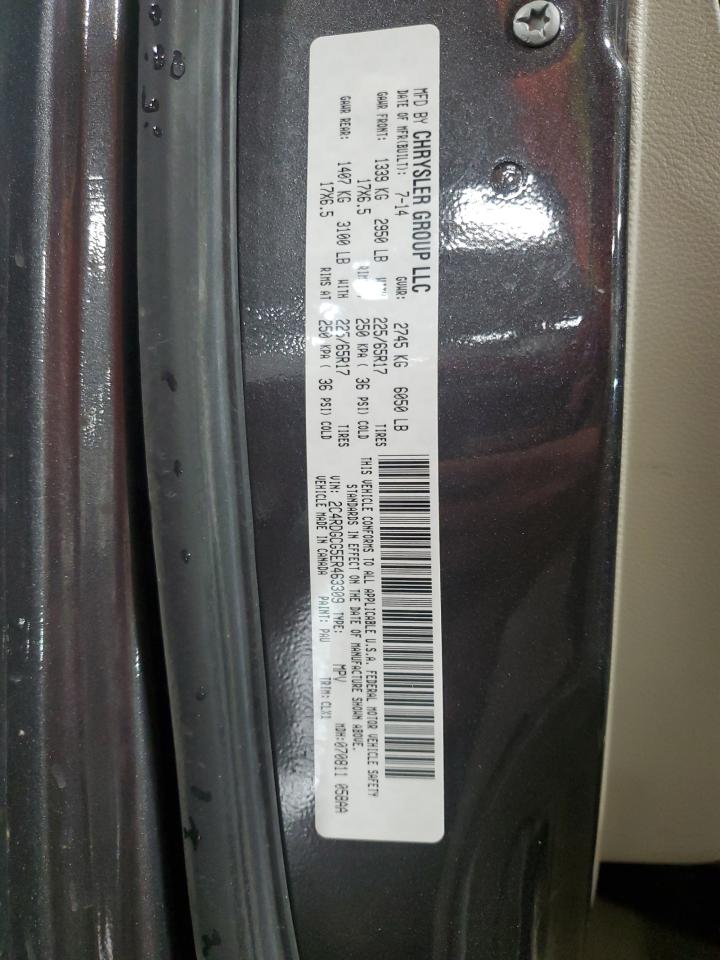 MFD BY CHRYSLER GROUP LLC
DATE OF MFR(BUILT): 7-14 GVWR: 2745 KG 6050 LB
GAWR FRONT: 1339 KG 2950 LB WITH 225/65R17 TIRES
17X6.5 250 KPA ( 36 PSI) COLD
GAWR REAR: 1407 KG 3100 LB WITH 225/65R17 TIRES
17X6.5 RIMS AT 250 KPA ( 36 PSI) COLD
THIS VEHICLE CONFORMS TO ALL APPLICABLE U.S.A. FEDERAL MOTOR VEHICLE SAFETY
STANDARDS IN EFFECT ON THE DATE OF MANUFACTURE SHOWN ABOVE.
VIN: 2C4RDGCG5ER463309 TYPE: MPV MDH:070811 058AA
VEHICLE MADE IN CANADA PAINT: PAU TRIM: CLX1